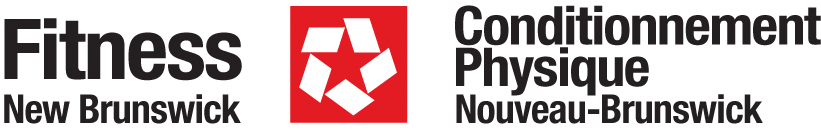 Fitness
New Brunswick
Conditionnement
Physique
Nouveau-Brunswick